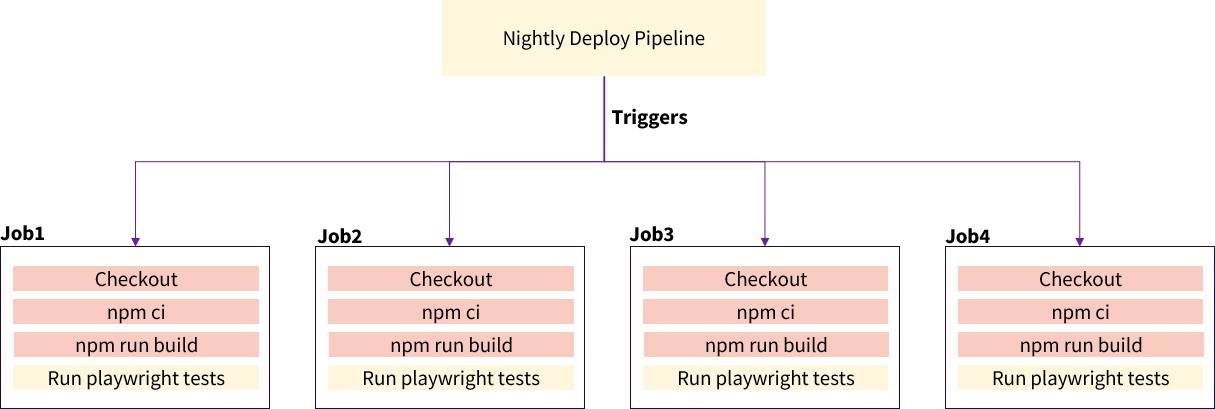 Nightly Deploy Pipeline
Triggers
Job1
Checkout
npm ci
npm run build
Run playwright tests
Job2
Checkout
npm ci
npm run build
Run playwright tests
Job3
Checkout
npm ci
npm run build
Run playwright tests
Job4
Checkout
npm ci
npm run build
Run playwright tests